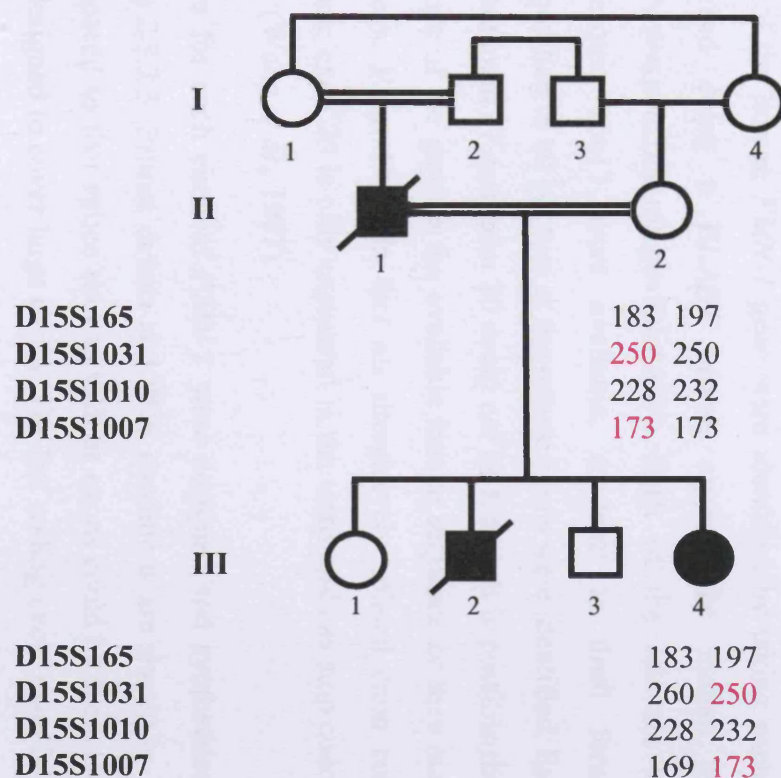 I
1 2 3 4
II
1 2
D15S165 183 197
D15S1031 250 250
D15S1010 228 232
D15S1007 173 173
III
1 2 3 4
D15S165 183 197
D15S1031 260 250
D15S1010 228 232
D15S1007 169 173